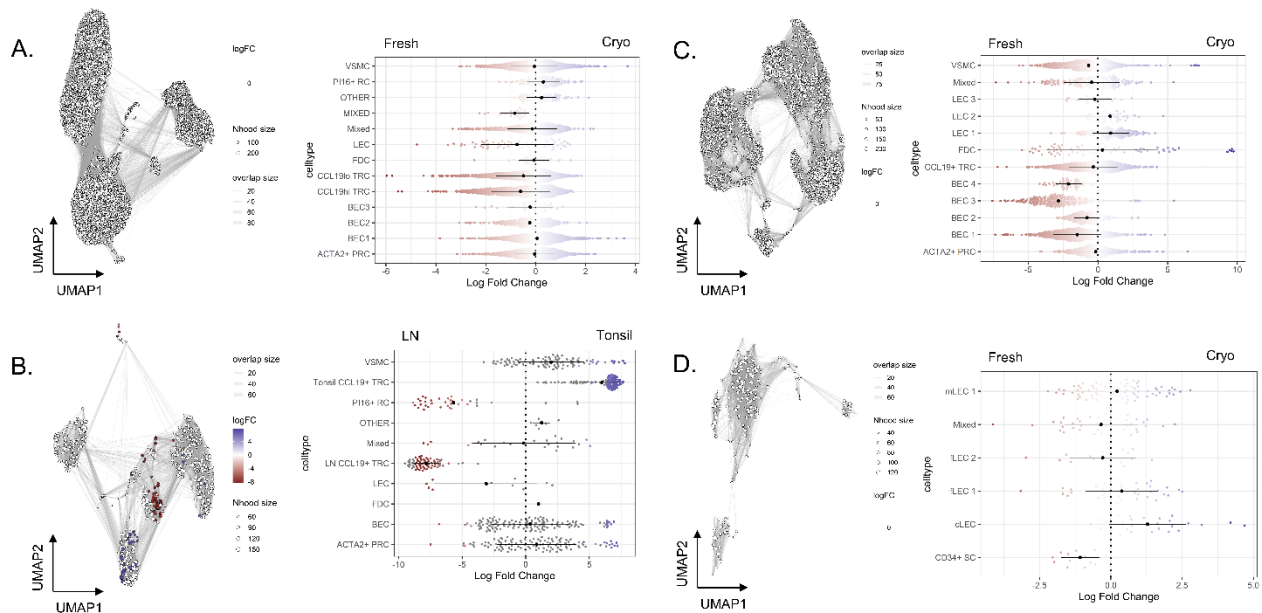 A.
logFC
0
Nhood size
100
200
overlap size
20
40
60
80
UMAP2
UMAP1
Fresh
Cryo
celltype
VSMC
PI16+ RC
OTHER
MIXED
Mixed
LEC
FDC
CCL19lo TRC
CCL19hi TRC
BEC3
BEC2
BEC1
ACTA2+ PRC
-6
-4
-2
0
2
4
Log Fold Change
C.
overlap size
25
50
75
Nhood size
50
100
150
200
logFC
0
UMAP2
UMAP1
Fresh
Cryo
celltype
VSMC
Mixed
LEC 3
LEC 2
LEC 1
FDC
CCL19+ TRC
BEC 4
BEC 3
BEC 2
BEC 1
ACTA2+ PRC
-5
0
5
10
Log Fold Change
B.
overlap size
20
40
60
logFC
4
0
-4
-8
Nhood size
60
90
120
150
UMAP2
UMAP1
LN
Tonsil
celltype
VSMC
Tonsil CCL19+ TRC
PI16+ RC
OTHER
Mixed
LN CCL19+ TRC
LEC
FDC
BEC
ACTA2+ PRC
-10
-5
0
5
Log Fold Change
D.
overlap size
20
40
60
Nhood size
40
60
80
100
120
logFC
0
UMAP2
UMAP1
Fresh
Cryo
celltype
mLEC 1
Mixed
fLEC 2
fLEC 1
cLEC
CD34+ SC
-2.5
0.0
2.5
5.0
Log Fold Change